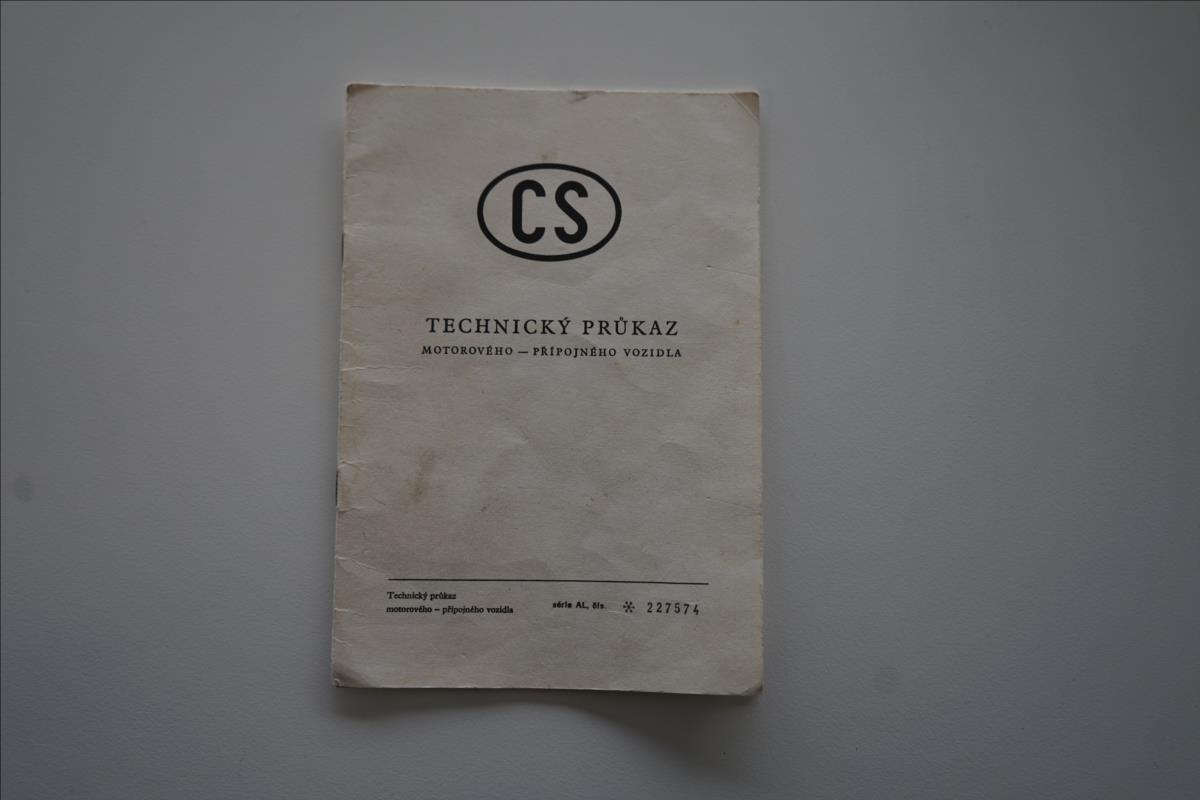 CS
TECHNICKÝ PRŮKAZ
MOTOROVÉHO — PŘÍPOJNÉHO VOZIDLA
Technický průkaz
motorového – přípojného vozidla
série AL, čís. * 227574